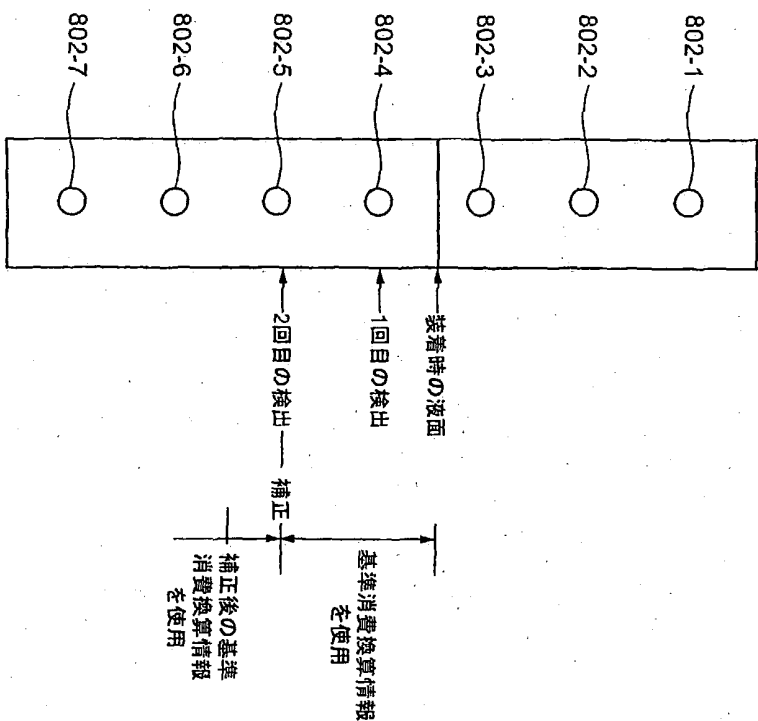 802-1
802-2
802-3
802-4
802-5
802-6
802-7
装着時の液面
1回目の検出
2回目の検出
補正
基準消費換算情報
を使用
補正後の基準
消費換算情報
を使用